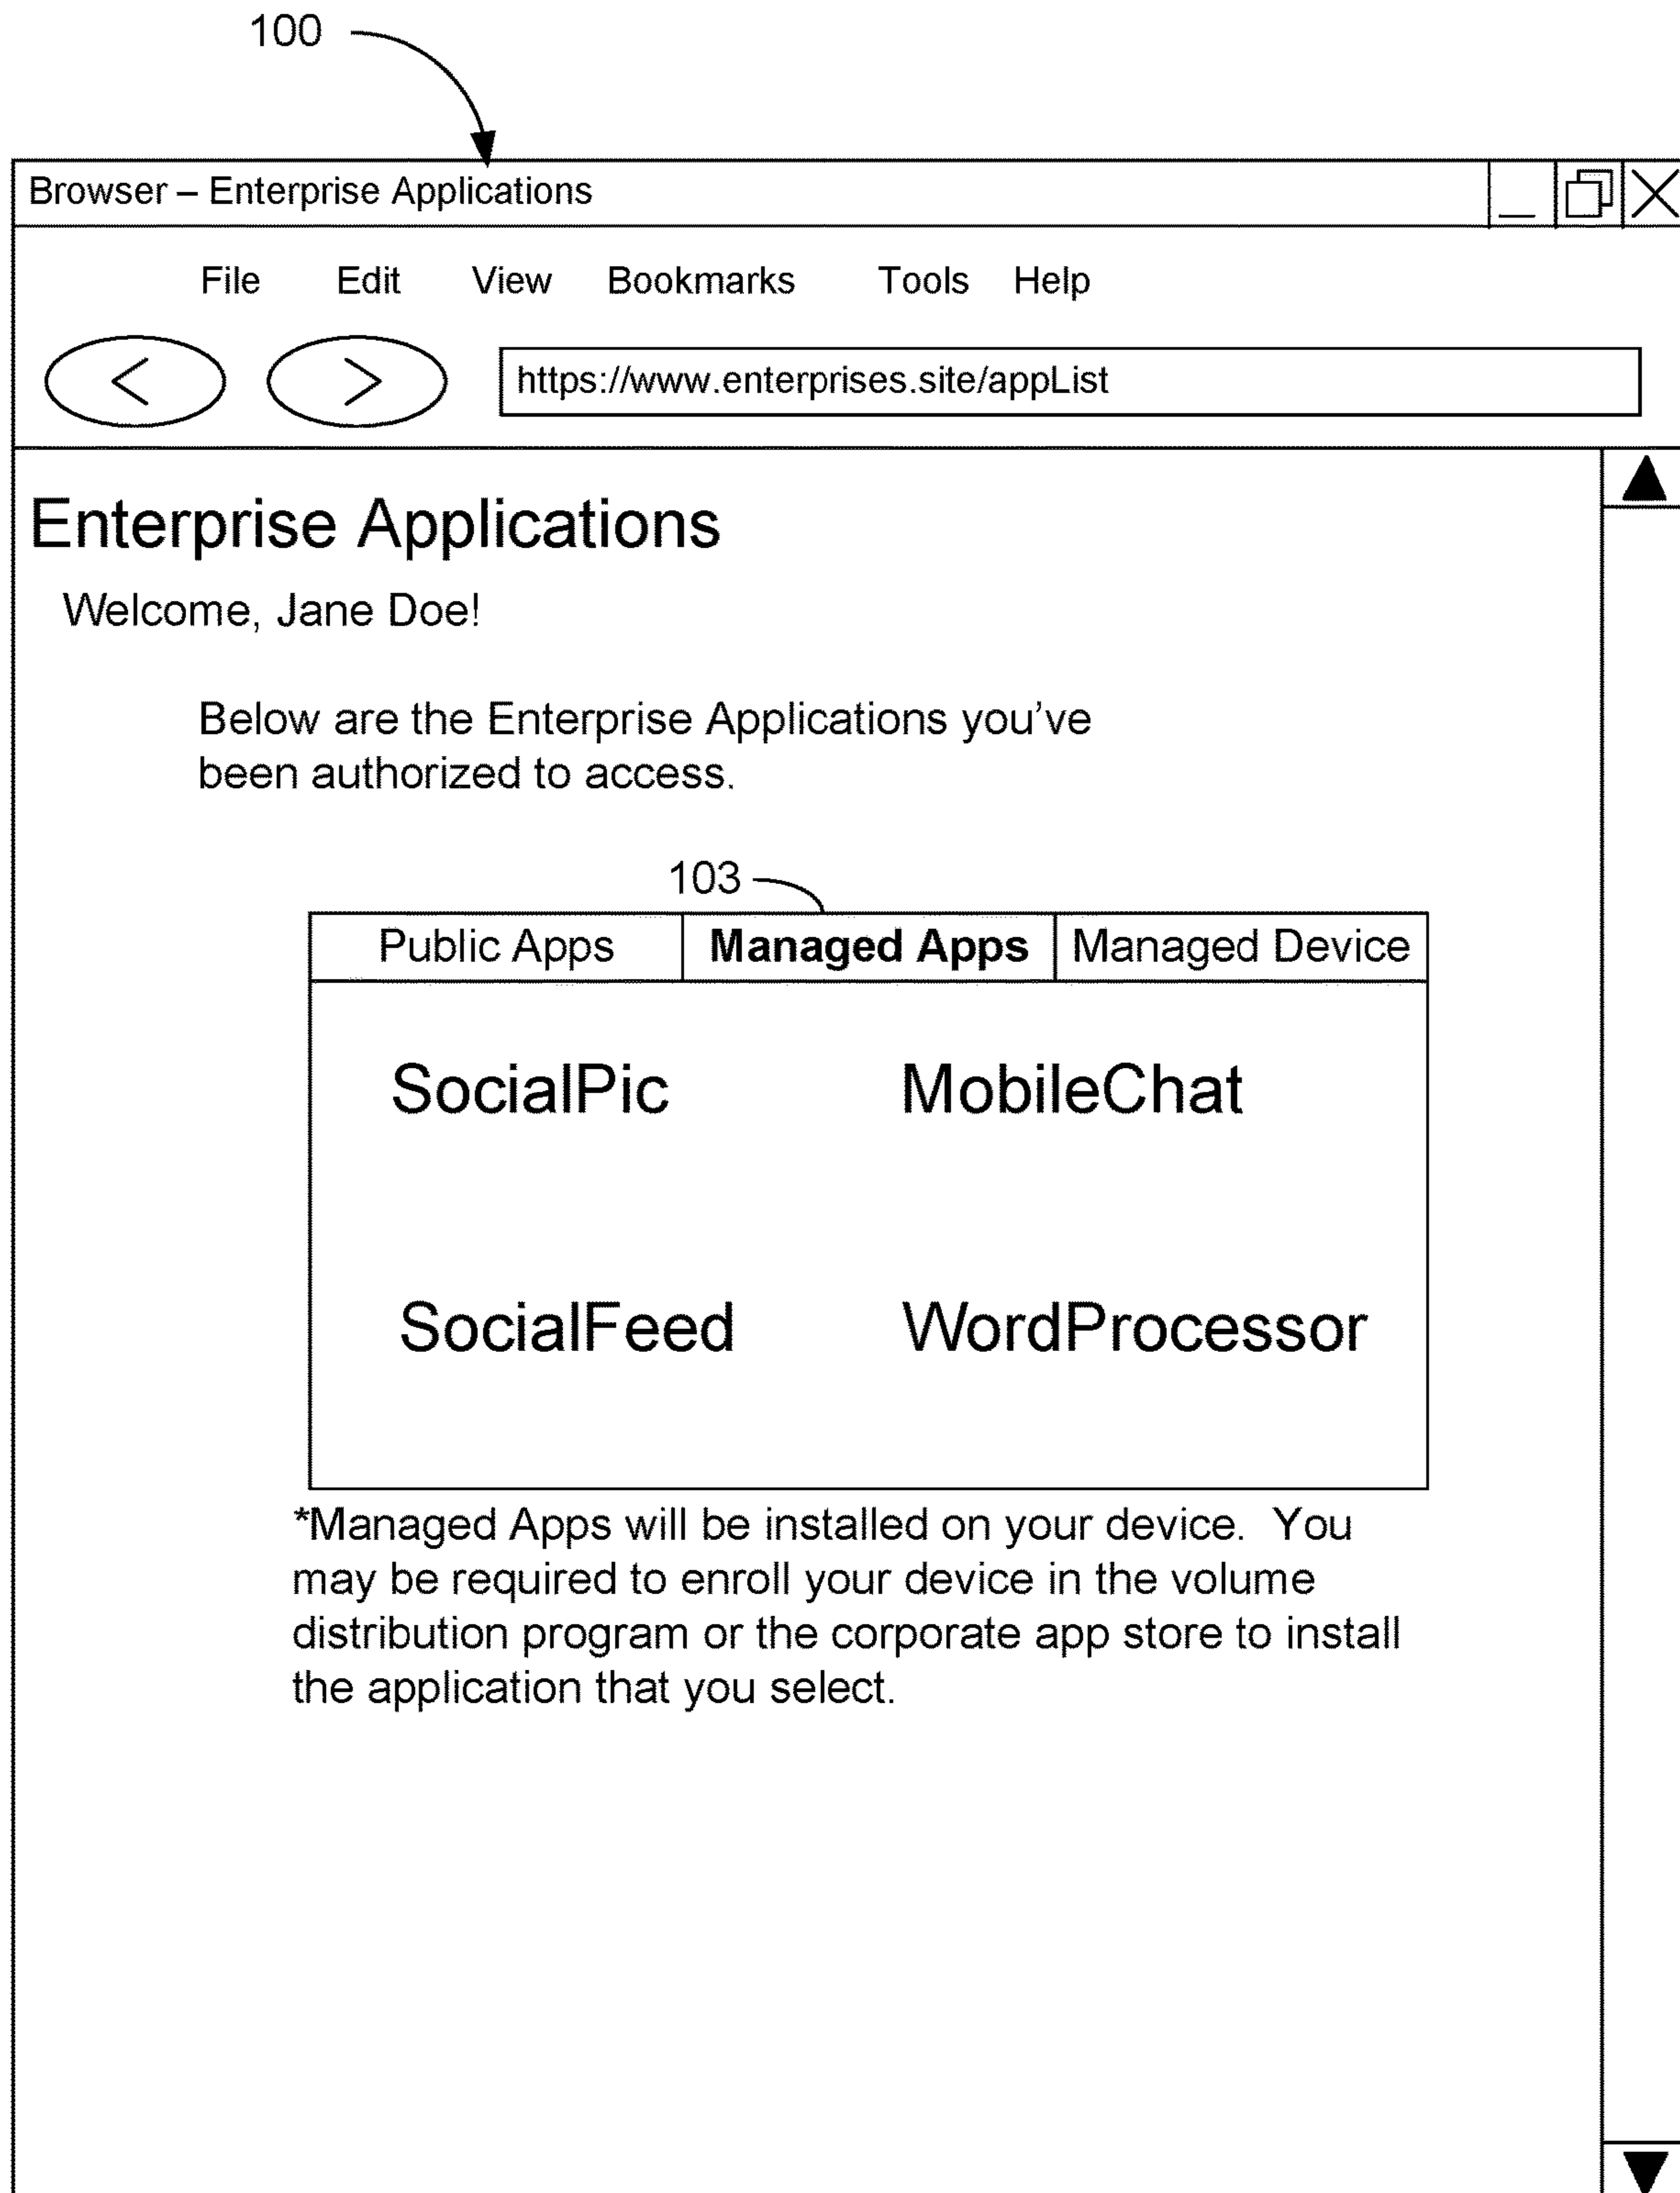 100
Browser – Enterprise Applications
File Edit View Bookmarks Tools Help
< >
https://www.enterprises.site/appList
Enterprise Applications
Welcome, Jane Doe!
Below are the Enterprise Applications you've
been authorized to access.
103
Public Apps Managed Apps Managed Device
SocialPic MobileChat
SocialFeed WordProcessor
*Managed Apps will be installed on your device. You
may be required to enroll your device in the volume
distribution program or the corporate app store to install
the application that you select.